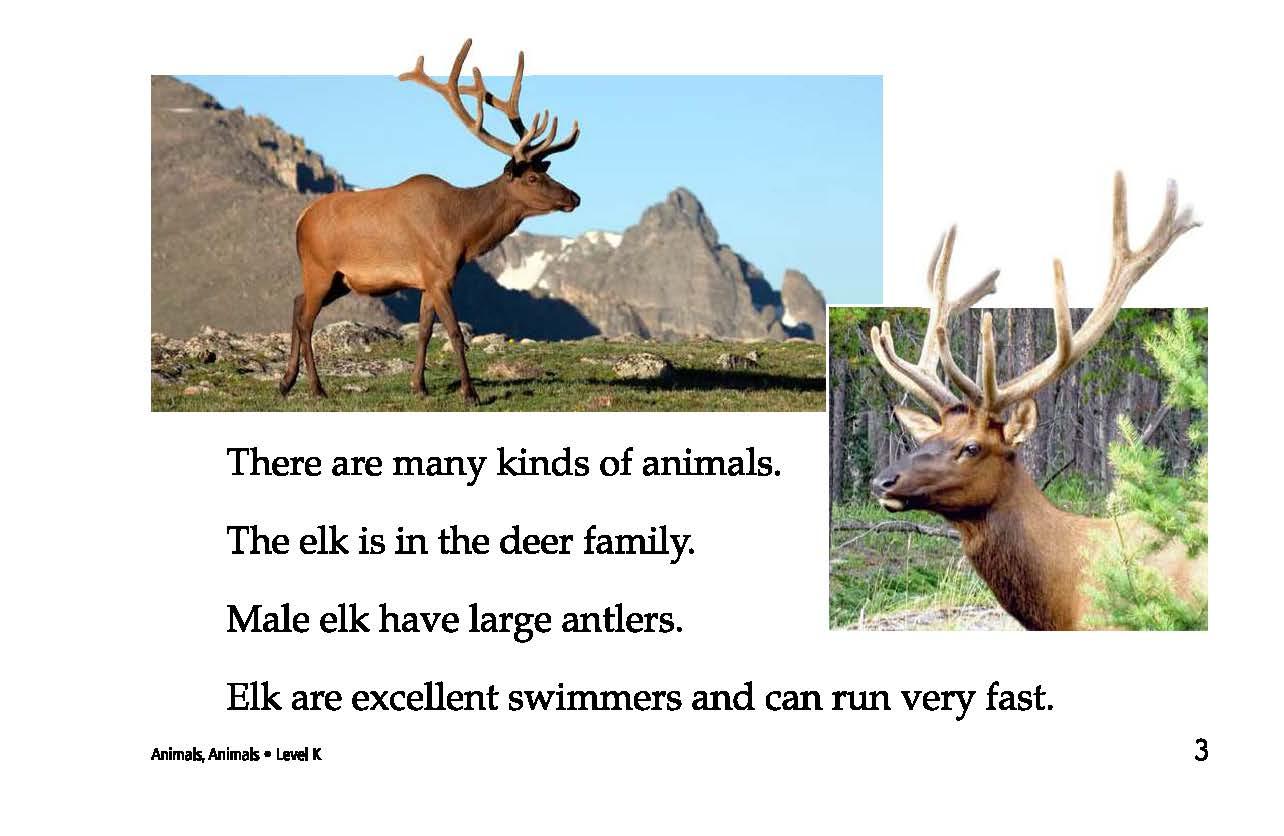 There are many kinds of animals.
The elk is in the deer family.
Male elk have large antlers.
Elk are excellent swimmers and can run very fast.
Animals, Animals • Level K
3